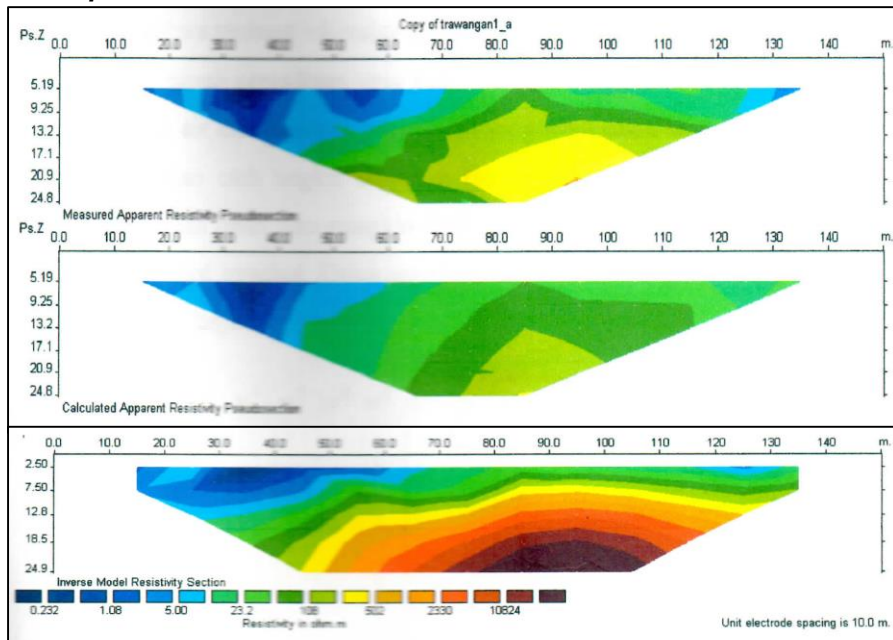 Copy of trawangan1_a
Ps.Z 0.0 10.0 20.0 30.0 40.0 50.0 60.0 70.0 80.0 90.0 100 110 120 130 140 m.
5.19
9.25
13.2
17.1
20.9
24.8
Measured Apparent Resistivity Pseudosection
Ps.Z 0.0 10.0 20.0 30.0 40.0 50.0 60.0 70.0 80.0 90.0 100 110 120 130 140 m.
5.19
9.25
13.2
17.1
20.9
24.8
Calculated Apparent Resistivity Pseudosection
0.0 10.0 20.0 30.0 40.0 50.0 60.0 70.0 80.0 90.0 100 110 120 130 140 m.
2.50
7.50
12.8
18.5
24.9
Inverse Model Resistivity Section
0.232 1.08 5.00 23.2 108 502 2330 10824
Resistivity in ohm.m
Unit electrode spacing is 10.0 m.